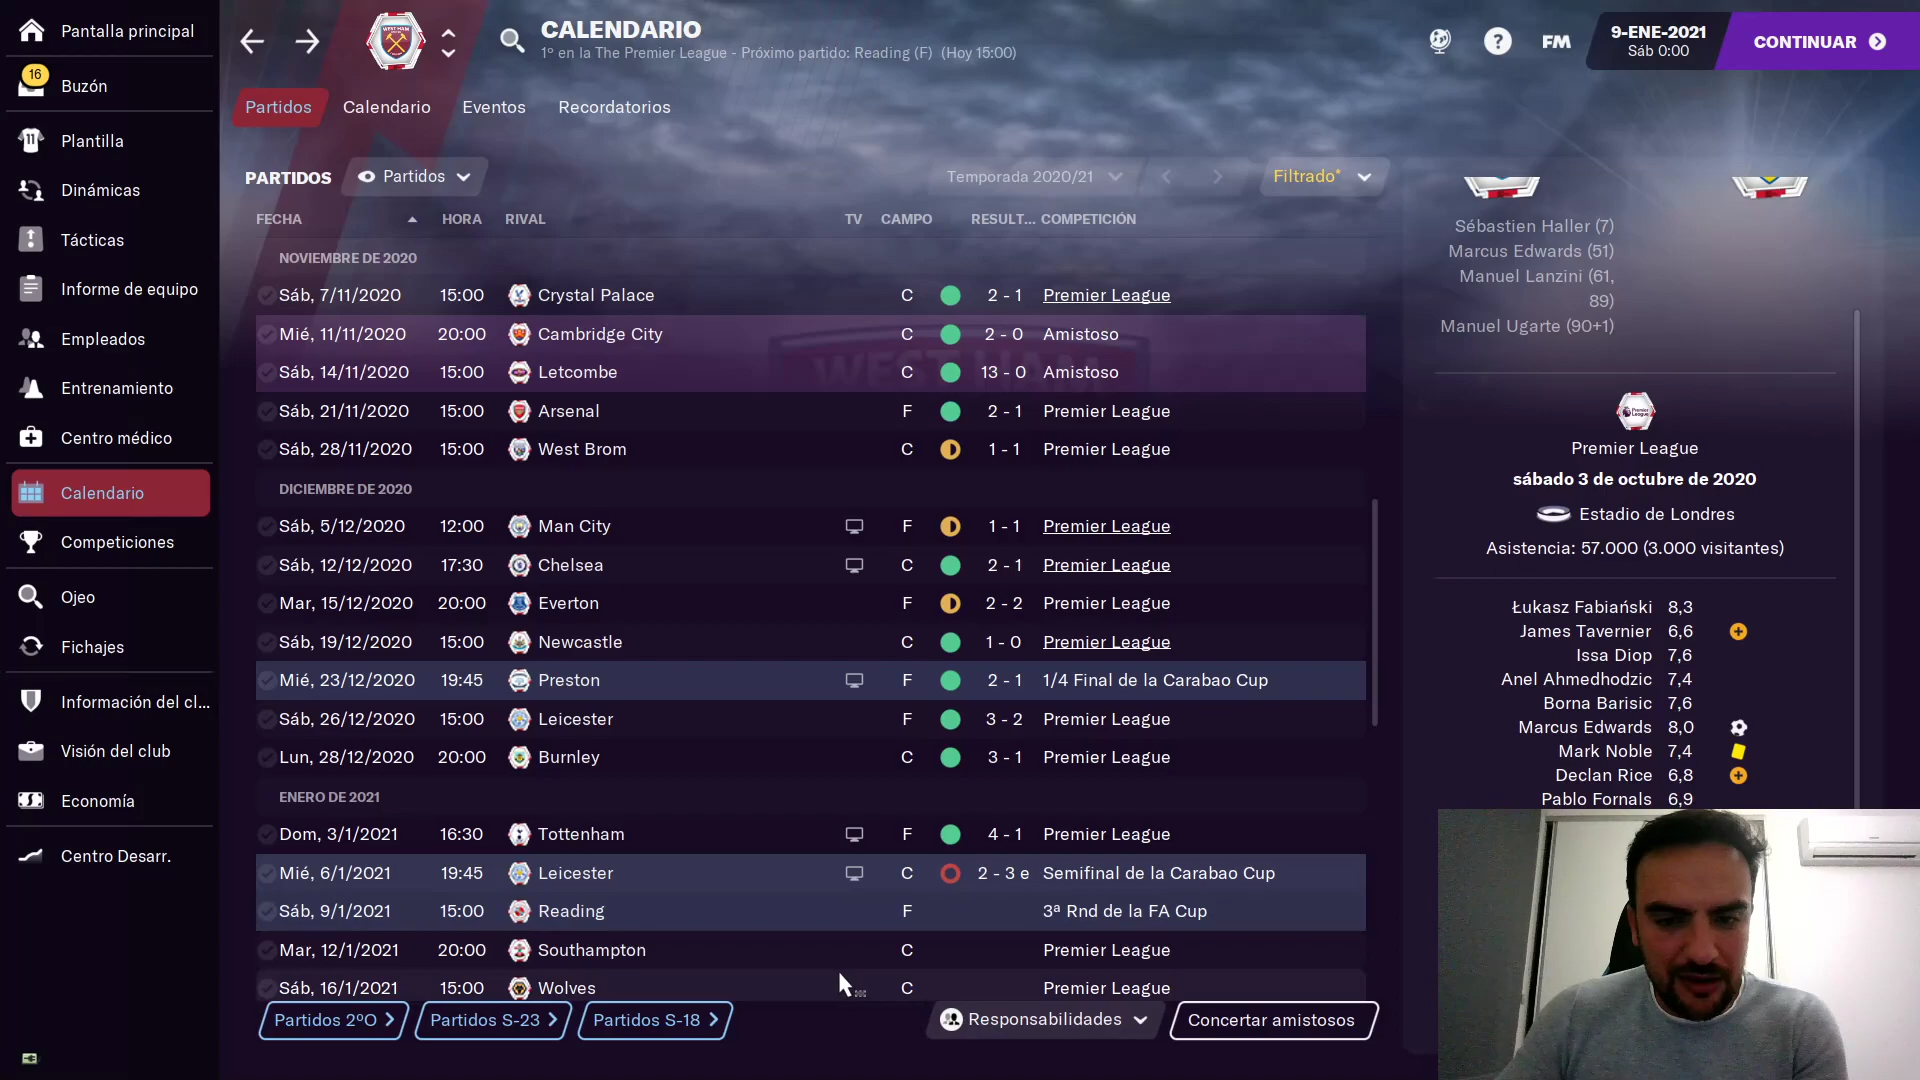 Pantalla principal
16
Buzón
Plantilla
Dinámicas
Tácticas
Informe de equipo
Empleados
Entrenamiento
Centro médico
Calendario
Competiciones
Ojeo
Fichajes
Información del cl...
Visión del club
Economía
Centro Desarr.
CALENDARIO
1º en la The Premier League - Próximo partido: Reading (F) (Hoy 15:00)
? FM
9-ENE-2021
Sáb 0:00
CONTINUAR
Partidos Calendario Eventos Recordatorios
PARTIDOS Partidos Temporada 2020/21 Filtrado*
FECHA HORA RIVAL TV CAMPO RESULT... COMPETICIÓN
NOVIEMBRE DE 2020
Sáb, 7/11/2020 15:00 Crystal Palace C 2 - 1 Premier League
Mié, 11/11/2020 20:00 Cambridge City C 2 - 0 Amistoso
Sáb, 14/11/2020 15:00 Letcombe C 13 - 0 Amistoso
Sáb, 21/11/2020 15:00 Arsenal F 2 - 1 Premier League
Sáb, 28/11/2020 15:00 West Brom C 1 - 1 Premier League
DICIEMBRE DE 2020
Sáb, 5/12/2020 12:00 Man City F 1 - 1 Premier League
Sáb, 12/12/2020 17:30 Chelsea C 2 - 1 Premier League
Mar, 15/12/2020 20:00 Everton F 2 - 2 Premier League
Sáb, 19/12/2020 15:00 Newcastle C 1 - 0 Premier League
Mié, 23/12/2020 19:45 Preston F 2 - 1 1/4 Final de la Carabao Cup
Sáb, 26/12/2020 15:00 Leicester F 3 - 2 Premier League
Lun, 28/12/2020 20:00 Burnley C 3 - 1 Premier League
ENERO DE 2021
Dom, 3/1/2021 16:30 Tottenham F 4 - 1 Premier League
Mié, 6/1/2021 19:45 Leicester C 2 - 3 e Semifinal de la Carabao Cup
Sáb, 9/1/2021 15:00 Reading F 3ª Rnd de la FA Cup
Mar, 12/1/2021 20:00 Southampton C Premier League
Sáb, 16/1/2021 15:00 Wolves C Premier League
Partidos 2ºO Partidos S-23 Partidos S-18 Responsabilidades Concertar amistosos
WEST HAM
Sébastien Haller (7)
Marcus Edwards (51)
Manuel Lanzini (61,
89)
Manuel Ugarte (90+1)
Premier League
sábado 3 de octubre de 2020
Estadio de Londres
Asistencia: 57.000 (3.000 visitantes)
Łukasz Fabiański 8,3
James Tavernier 6,6
Issa Diop 7,6
Anel Ahmedhodzic 7,4
Borna Barisic 7,6
Marcus Edwards 8,0
Mark Noble 7,4
Declan Rice 6,8
Pablo Fornals 6,9